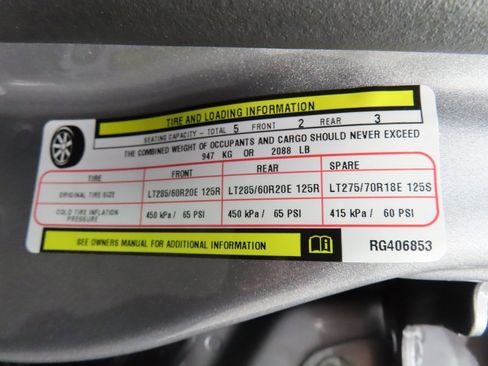 TIRE AND LOADING INFORMATION
SEATING CAPACITY - TOTAL 5 FRONT 2 REAR 3
THE COMBINED WEIGHT OF OCCUPANTS AND CARGO SHOULD NEVER EXCEED
947 KG OR 2088 LB
TIRE FRONT REAR SPARE
ORIGINAL TIRE SIZE LT285/60R20E 125R LT285/60R20E 125R LT275/70R18E 125S
COLD TIRE INFLATION PRESSURE 450 kPa / 65 PSI 450 kPa / 65 PSI 415 kPa / 60 PSI
SEE OWNERS MANUAL FOR ADDITIONAL INFORMATION RG406853